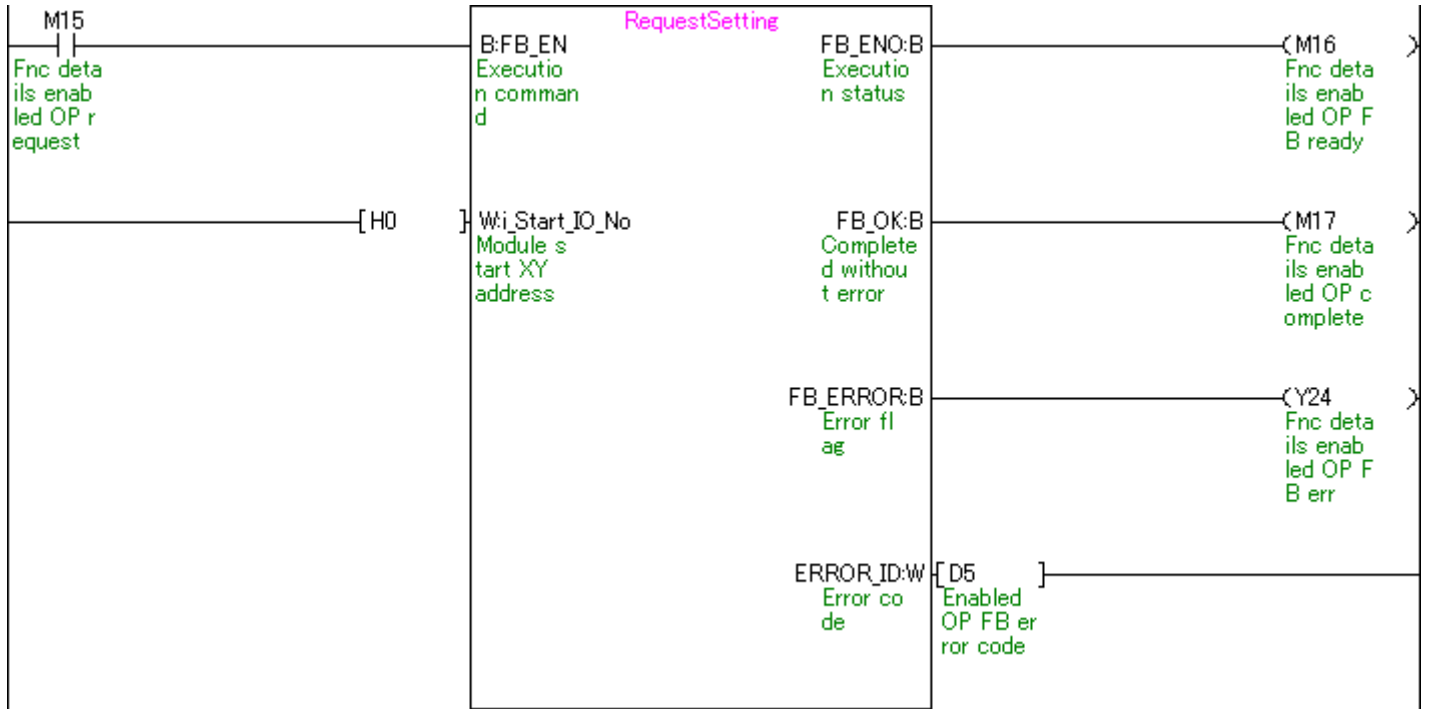 M15
Fnc deta
ils enab
led OP r
equest
RequestSetting
B:FB_EN
Executio
n comman
d
FB_ENO:B
Executio
n status
(M16 )
Fnc deta
ils enab
led OP F
B ready
[H0 ]
W:i_Start_IO_No
Module s
tart XY
address
FB_OK:B
Complete
d withou
t error
(M17 )
Fnc deta
ils enab
led OP c
omplete
FB_ERROR:B
Error fl
ag
(Y24 )
Fnc deta
ils enab
led OP F
B err
ERROR_ID:W
Error co
de
[D5 ]
Enabled
OP FB er
ror code